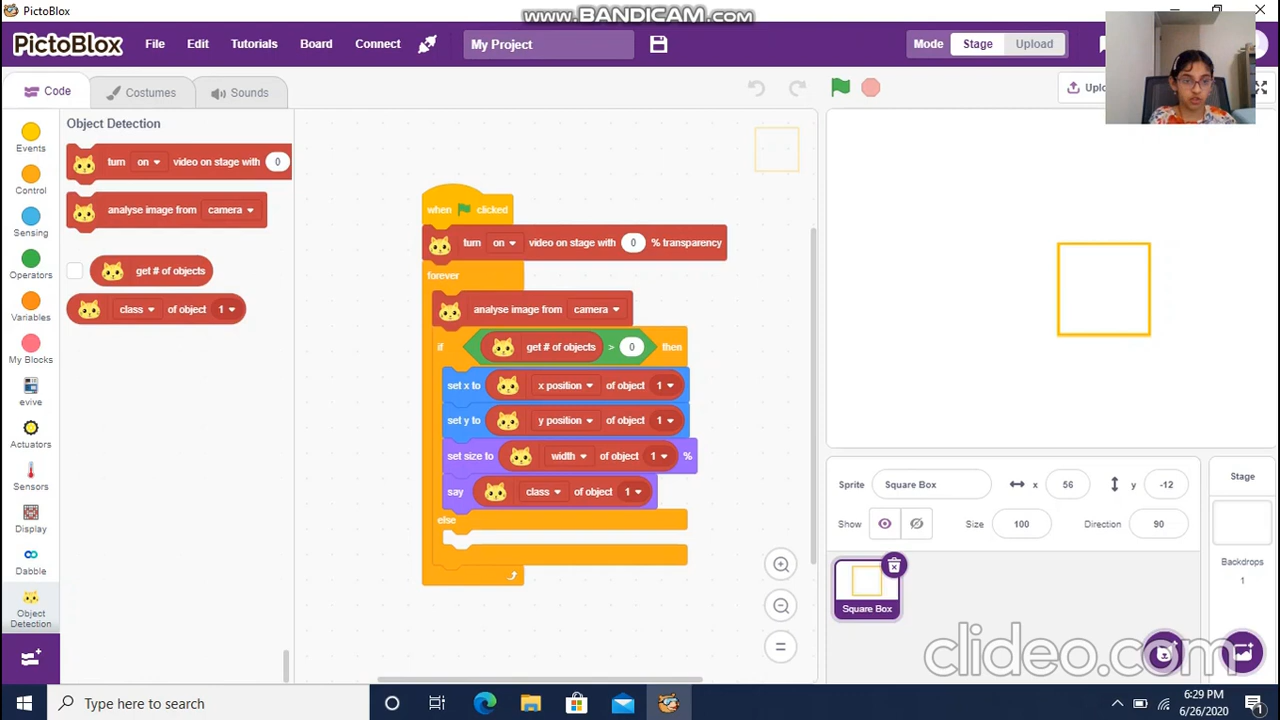 PictoBlox
www.BANDICAM.com
PictoBlox
File
Edit
Tutorials
Board
Connect
My Project
Mode
Stage
Upload
Code
Costumes
Sounds
Events
Control
Sensing
Operators
Variables
My Blocks
evive
Actuators
Sensors
Display
Dabble
Object
Detection
Object Detection
turn on video on stage with 0
analyse image from camera
get # of objects
class of object 1
when clicked
turn on video on stage with 0 % transparency
forever
analyse image from camera
if get # of objects > 0 then
set x to x position of object 1
set y to y position of object 1
set size to width of object 1 %
say class of object 1
else
Sprite Square Box x 56 y -12
Show Size 100 Direction 90
Square Box
Stage
Backdrops
1
clideo.com
Type here to search
6:29 PM
6/26/2020
1